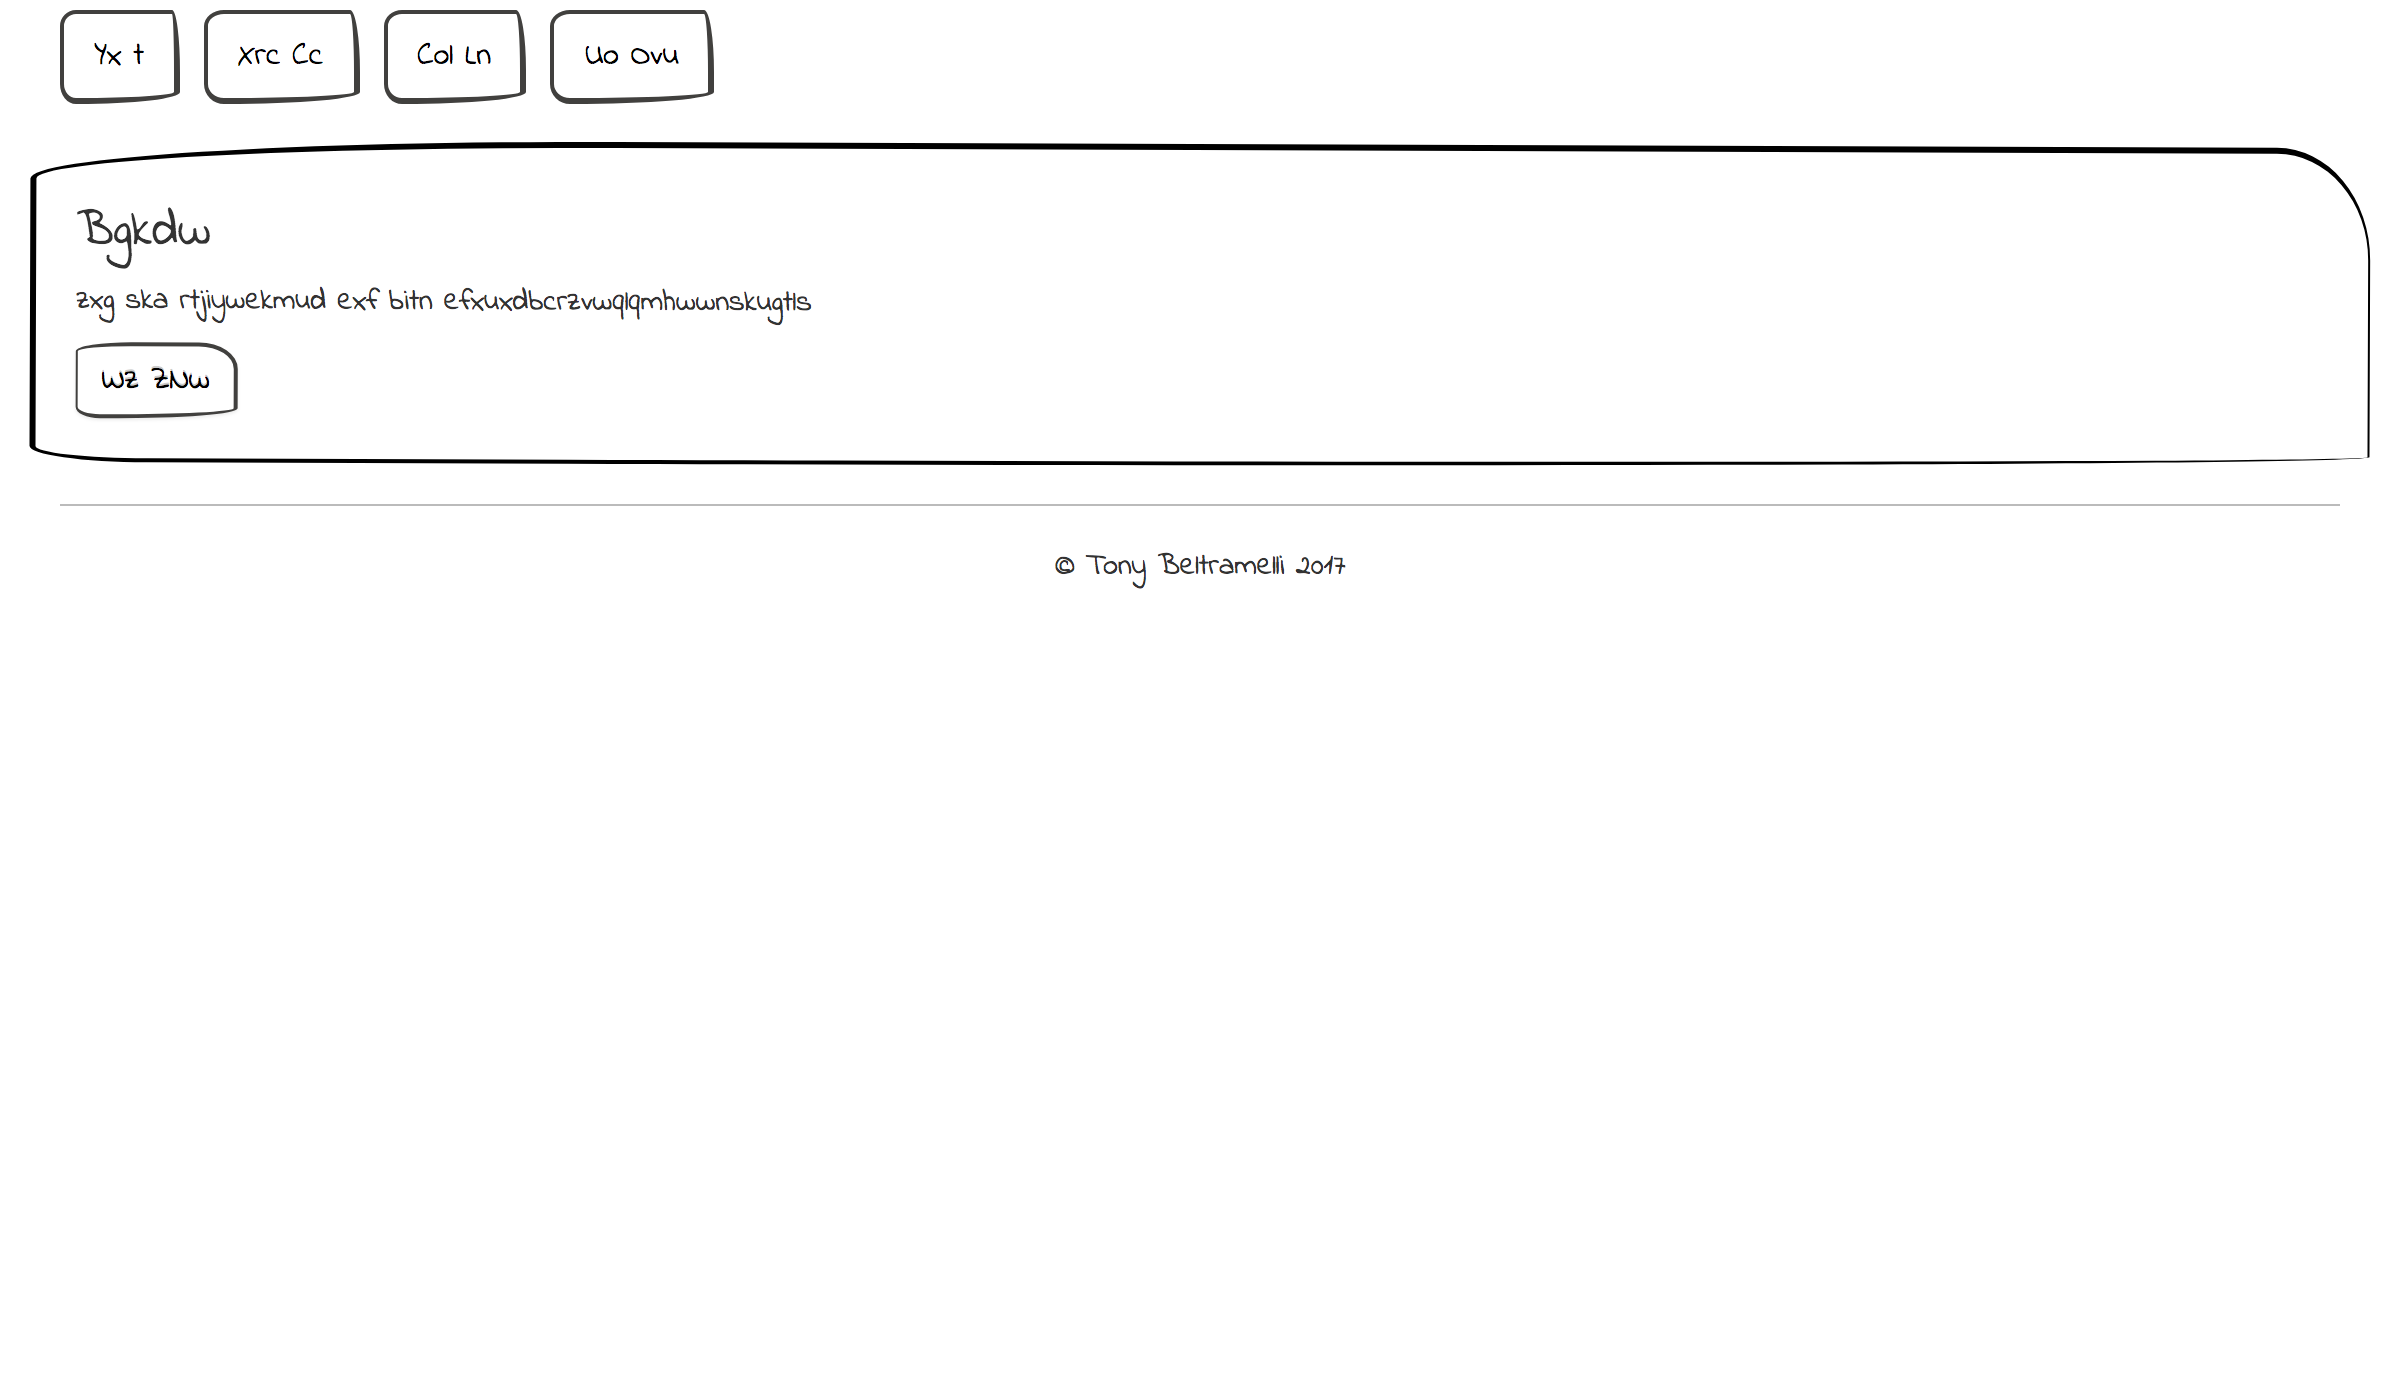 Yx t
Xrc Cc
Col Ln
Uo Ovu
Bgkdw
zxg ska rtjiywekmud exf bitn efxuxdbcrzvwqlqmhwwnskugtls
WZ ZNw
© Tony Beltramelli 2017